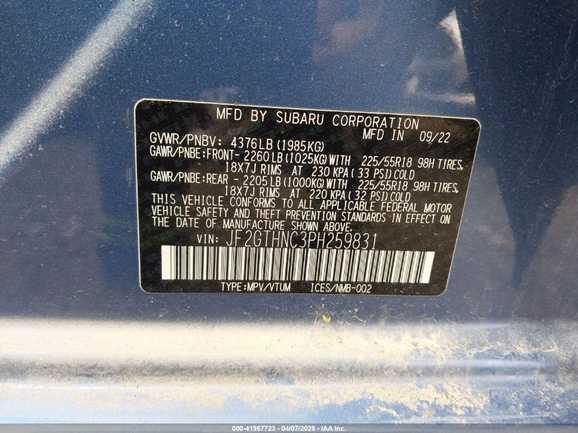 MFD BY SUBARU CORPORATION
MFD IN 09/22
GVWR/PNBV: 4376LB(1985KG)
GAWR/PNBE:FRONT- 2260LB(1025KG)WITH 225/55R18 98H TIRES,
18X7J RIMS AT 230 KPA(33 PSI)COLD
GAWR/PNBE:REAR - 2205LB(1000KG)WITH 225/55R18 98H TIRES,
18X7J RIMS AT 220 KPA(32 PSI)COLD
THIS VEHICLE CONFORMS TO ALL APPLICABLE FEDERAL MOTOR
VEHICLE SAFETY AND THEFT PREVENTION STANDARDS IN EFFECT ON
THE DATE OF MANUFACTURE SHOWN ABOVE.
VIN: JF2GTHNC3PH259831
TYPE:MPV/VTUM ICES/NMB-002
000-41967723 - 04/07/2025 - IAA Inc.